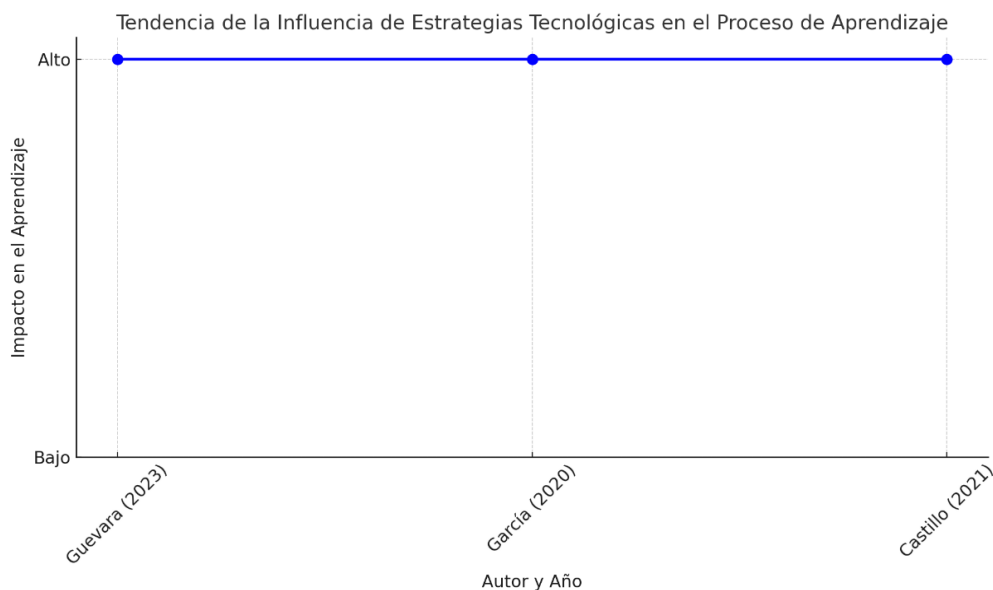 Tendencia de la Influencia de Estrategias Tecnológicas en el Proceso de Aprendizaje
Impacto en el Aprendizaje
Alto
Bajo
Guevara (2023)
García (2020)
Castillo (2021)
Autor y Año